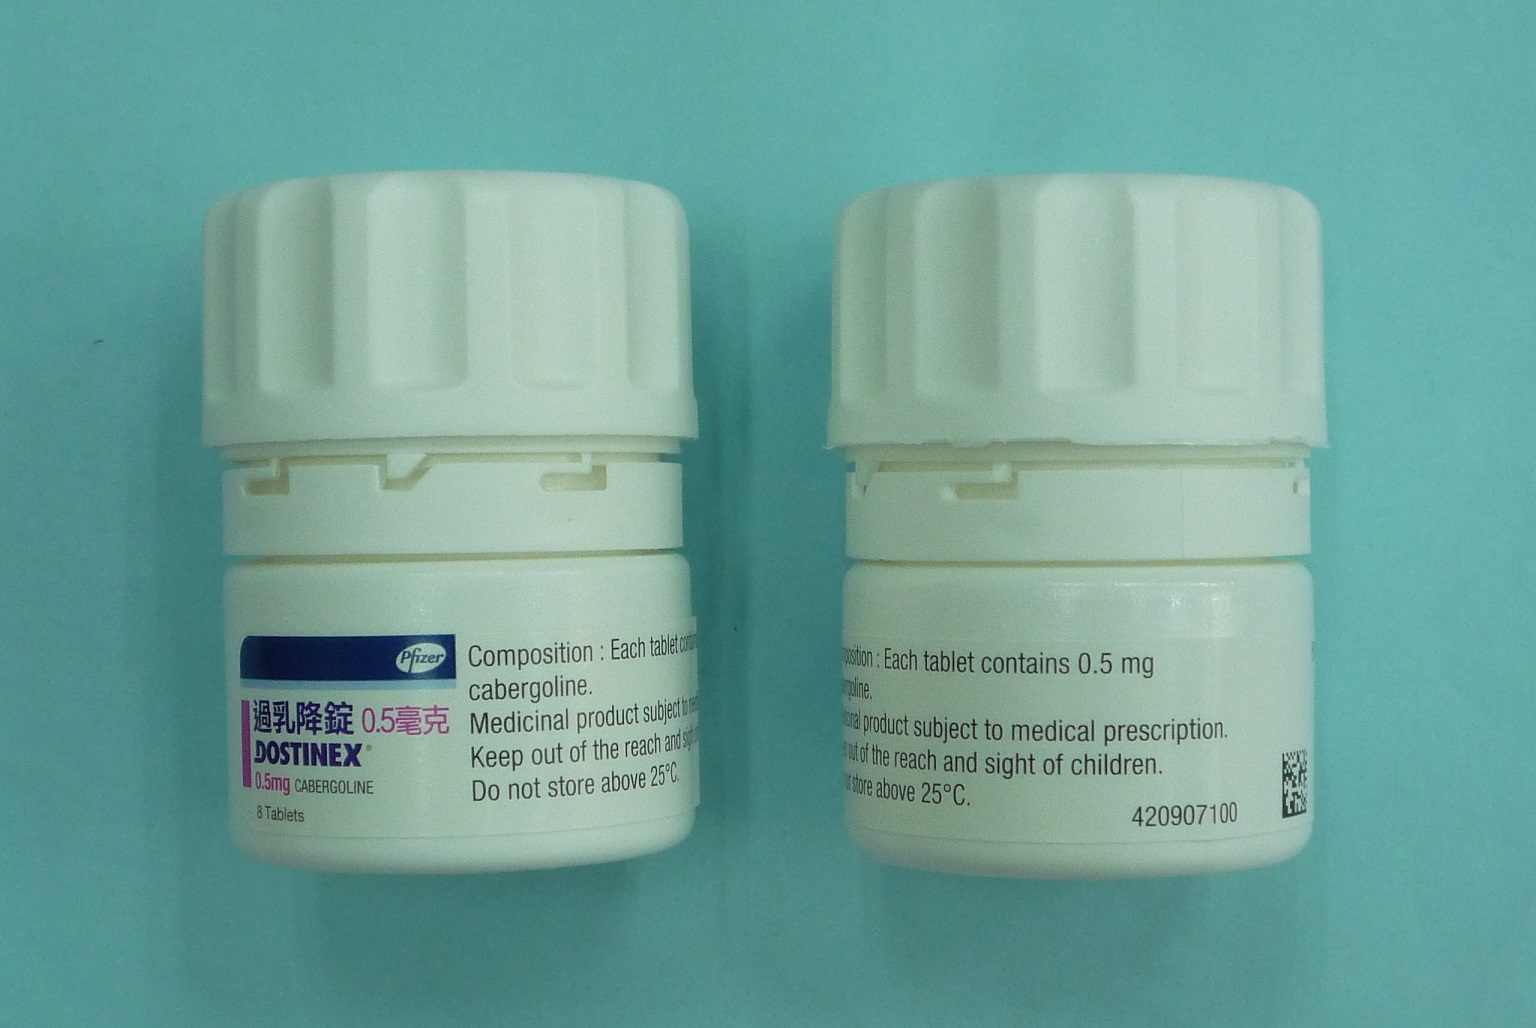 Pfizer
過乳降錠 0.5毫克
DOSTINEX®
0.5mg CABERGOLINE
8 Tablets
Composition : Each tablet
cabergoline.
Medicinal product subject to
Keep out of the reach and sight
Do not store above 25°C.
: Each tablet contains 0.5 mg
product subject to medical prescription.
out of the reach and sight of children.
store above 25°C.
420907100